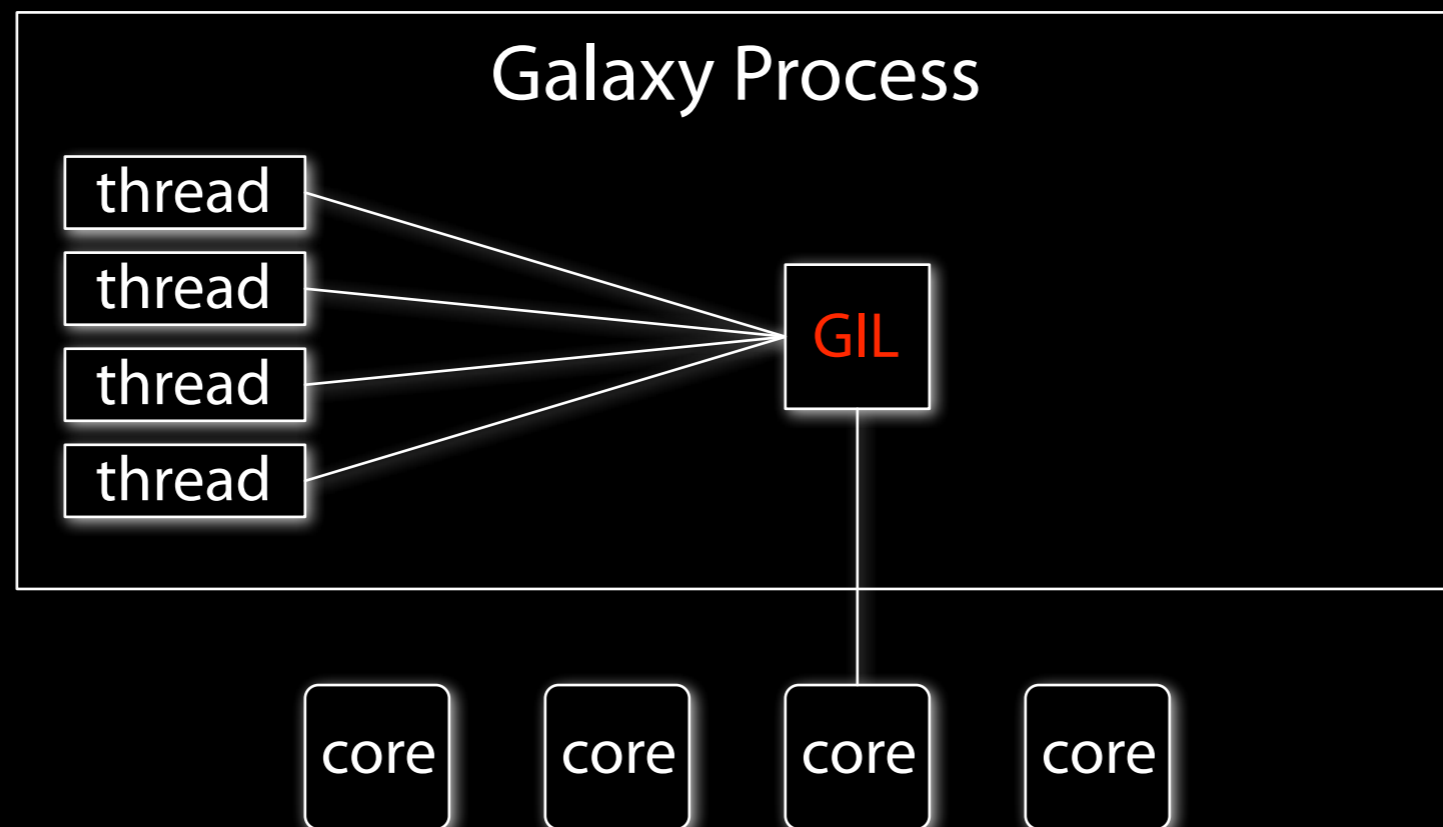 Galaxy Process
thread
thread
GIL
thread
thread
core core core core